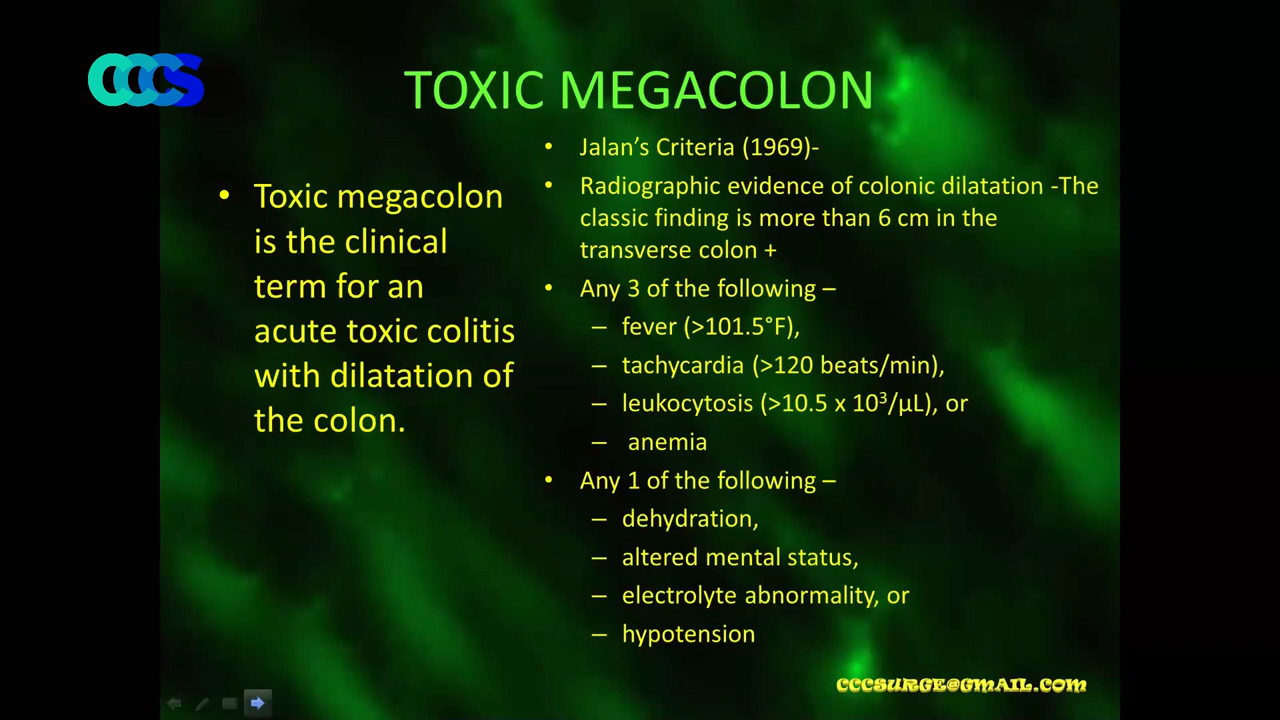 CCCS
TOXIC MEGACOLON
• Toxic megacolon
is the clinical
term for an
acute toxic colitis
with dilatation of
the colon.
• Jalan’s Criteria (1969)-
• Radiographic evidence of colonic dilatation -The
classic finding is more than 6 cm in the
transverse colon +
• Any 3 of the following –
– fever (>101.5°F),
– tachycardia (>120 beats/min),
– leukocytosis (>10.5 x 10³/µL), or
– anemia
• Any 1 of the following –
– dehydration,
– altered mental status,
– electrolyte abnormality, or
– hypotension
CCCSURGE@GMAIL.COM